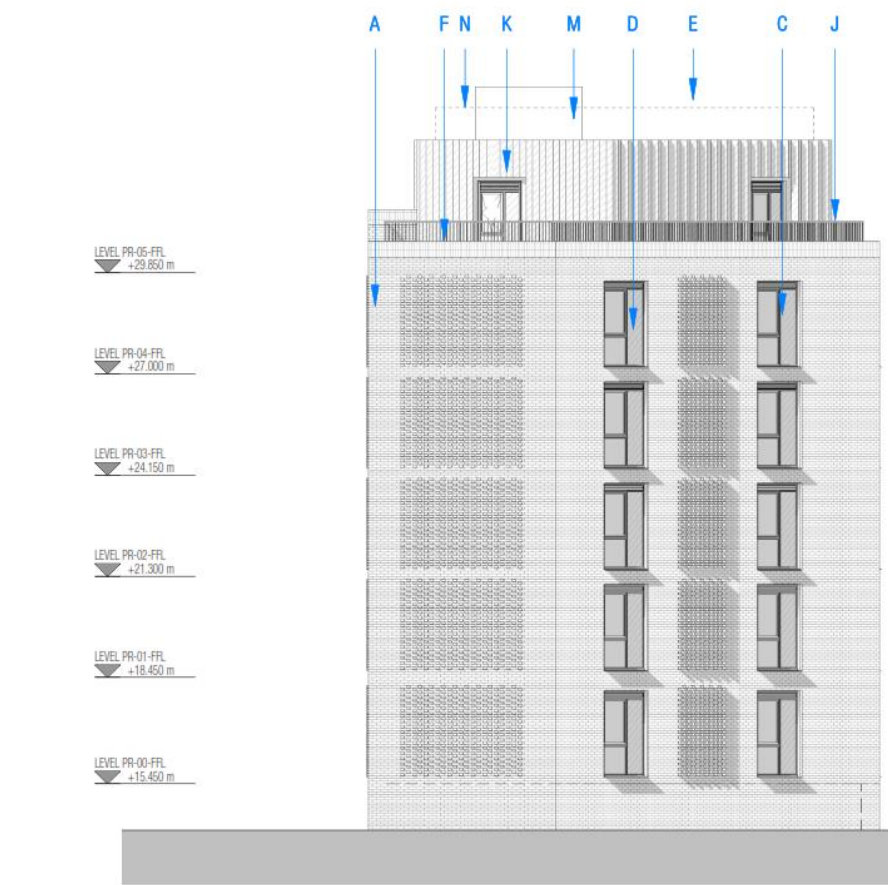 A F N K M D E C J
LEVEL PR-05-FFL
+29.850 m
LEVEL PR-04-FFL
+27.000 m
LEVEL PR-03-FFL
+24.150 m
LEVEL PR-02-FFL
+21.300 m
LEVEL PR-01-FFL
+18.450 m
LEVEL PR-00-FFL
+15.450 m